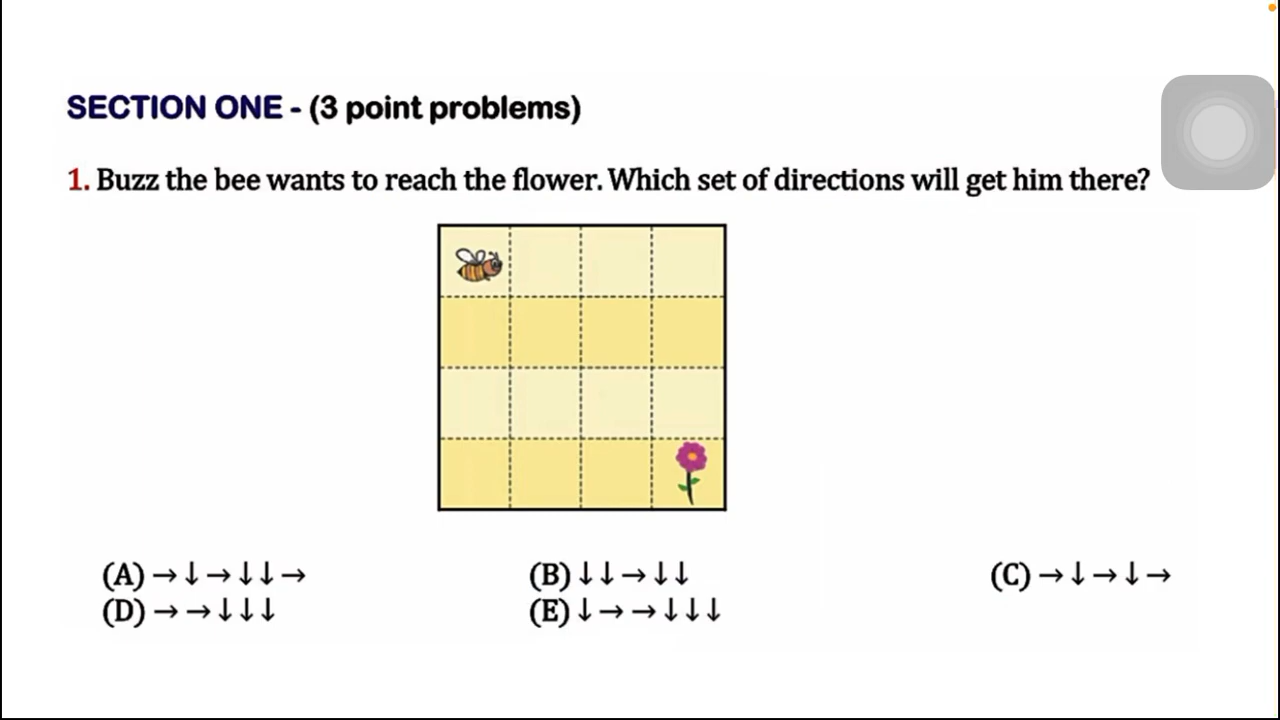 SECTION ONE - (3 point problems)
1. Buzz the bee wants to reach the flower. Which set of directions will get him there?
(A) → ↓ → ↓ ↓ → (B) ↓ ↓ → ↓ ↓ (C) → ↓ → ↓ →
(D) → → ↓ ↓ ↓ (E) ↓ → → ↓ ↓ ↓